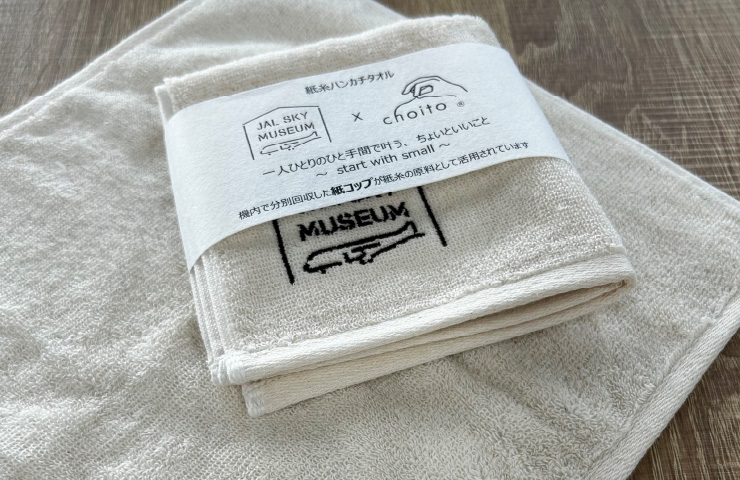 紙糸ハンカチタオル
JAL SKY
MUSEUM
x
choito ®
一人ひとりのひと手間で叶う、ちょいといいこと
～ start with small ～
機内で分別回収した紙コップが紙糸の原料として活用されています
MUSEUM